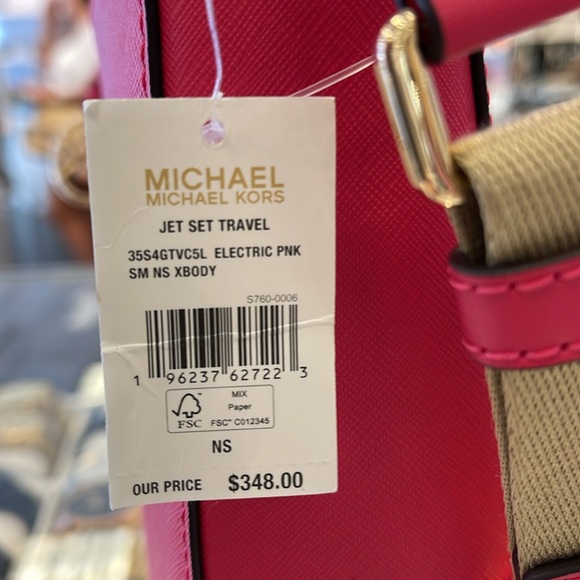 MICHAEL
MICHAEL KORS
JET SET TRAVEL
35S4GTVC5L ELECTRIC PNK
SM NS XBODY
S760-0006
1 96237 62722 3
FSC
MIX
Paper
FSC™ C012345
NS
OUR PRICE $348.00